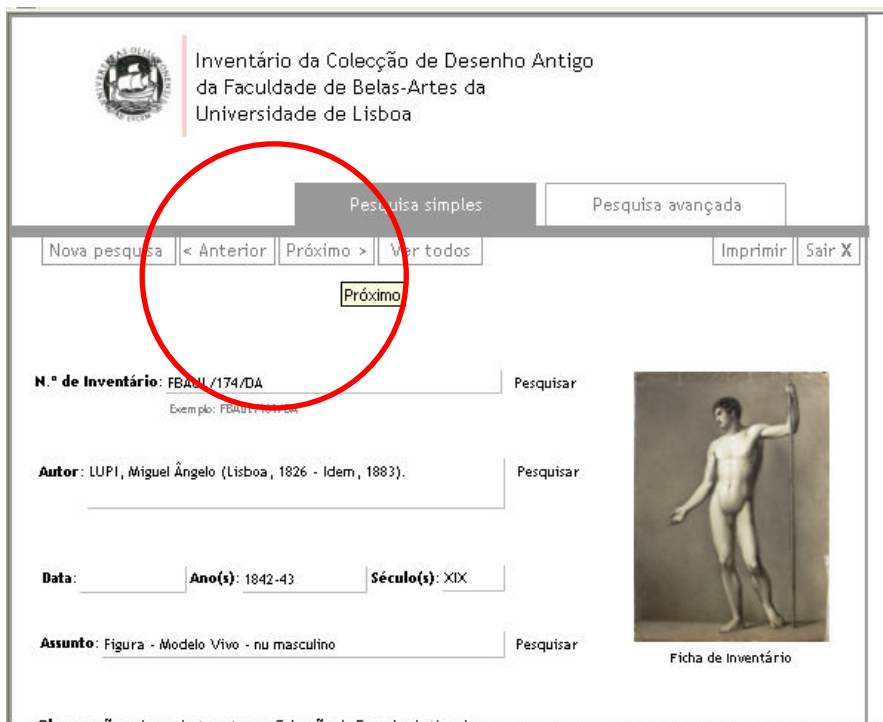 Inventário da Colecção de Desenho Antigo
da Faculdade de Belas-Artes da
Universidade de Lisboa
Pesquisa simples Pesquisa avançada
Nova pesquisa < Anterior Próximo > Ver todos Imprimir Sair X
Próximo
N.º de Inventário: FBAUL/174/DA Pesquisar
Exemplo:
Autor: LUPI, Miguel Ângelo (Lisboa, 1826 - Idem, 1883). Pesquisar
Data: Ano(s): 1842-43 Século(s): XIX
Assunto: Figura - Modelo Vivo - nu masculino Pesquisar
Ficha de Inventário